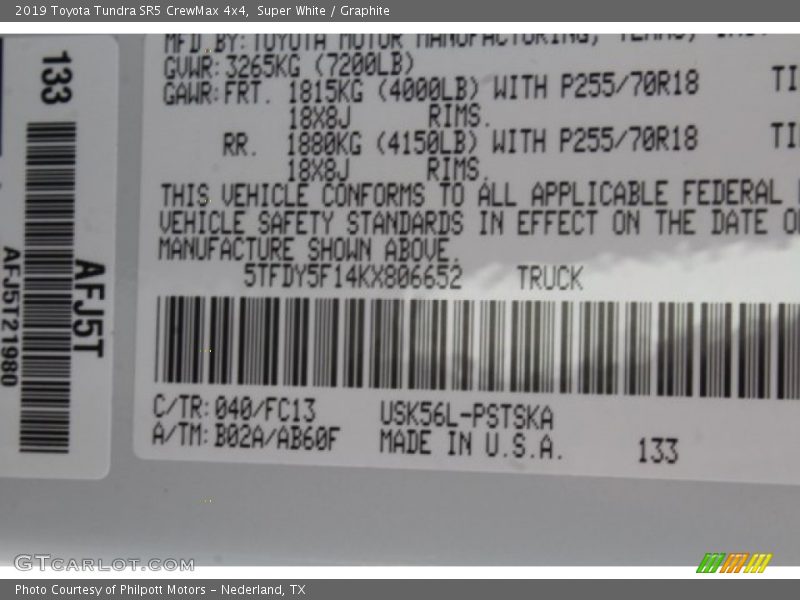 2019 Toyota Tundra SR5 CrewMax 4x4, Super White / Graphite
MFD BY: TOYOTA MOTOR MANUFACTURING, TEXAS,
GVWR: 3265KG (7200LB)
GAWR: FRT. 1815KG (4000LB) WITH P255/70R18 TI
18X8J RIMS.
RR. 1880KG (4150LB) WITH P255/70R18 TI
18X8J RIMS.
THIS VEHICLE CONFORMS TO ALL APPLICABLE FEDERAL
VEHICLE SAFETY STANDARDS IN EFFECT ON THE DATE O
MANUFACTURE SHOWN ABOVE.
5TFDY5F14KX806652 TRUCK
C/TR: 040/FC13 USK56L-PSTSKA
A/TM: B02A/AB60F MADE IN U.S.A. 133
133
AFJ5T
AFJ5T21980
GTCARLOT.COM
Photo Courtesy of Philpott Motors - Nederland, TX